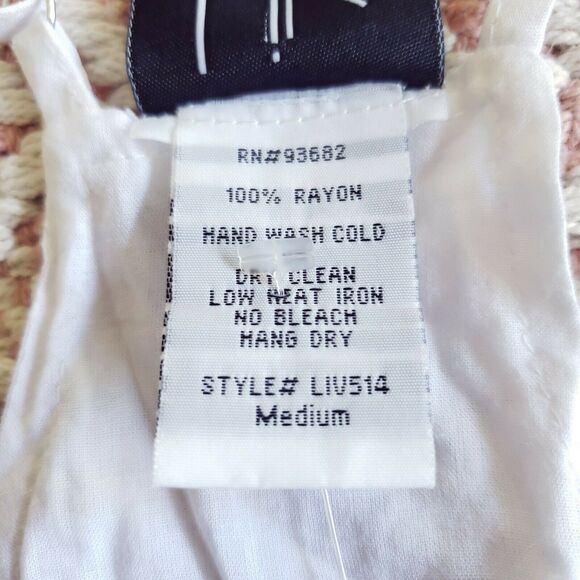 RN#93682
100% RAYON
HAND WASH COLD
DRY CLEAN
LOW HEAT IRON
NO BLEACH
HANG DRY
STYLE# LIV514
Medium